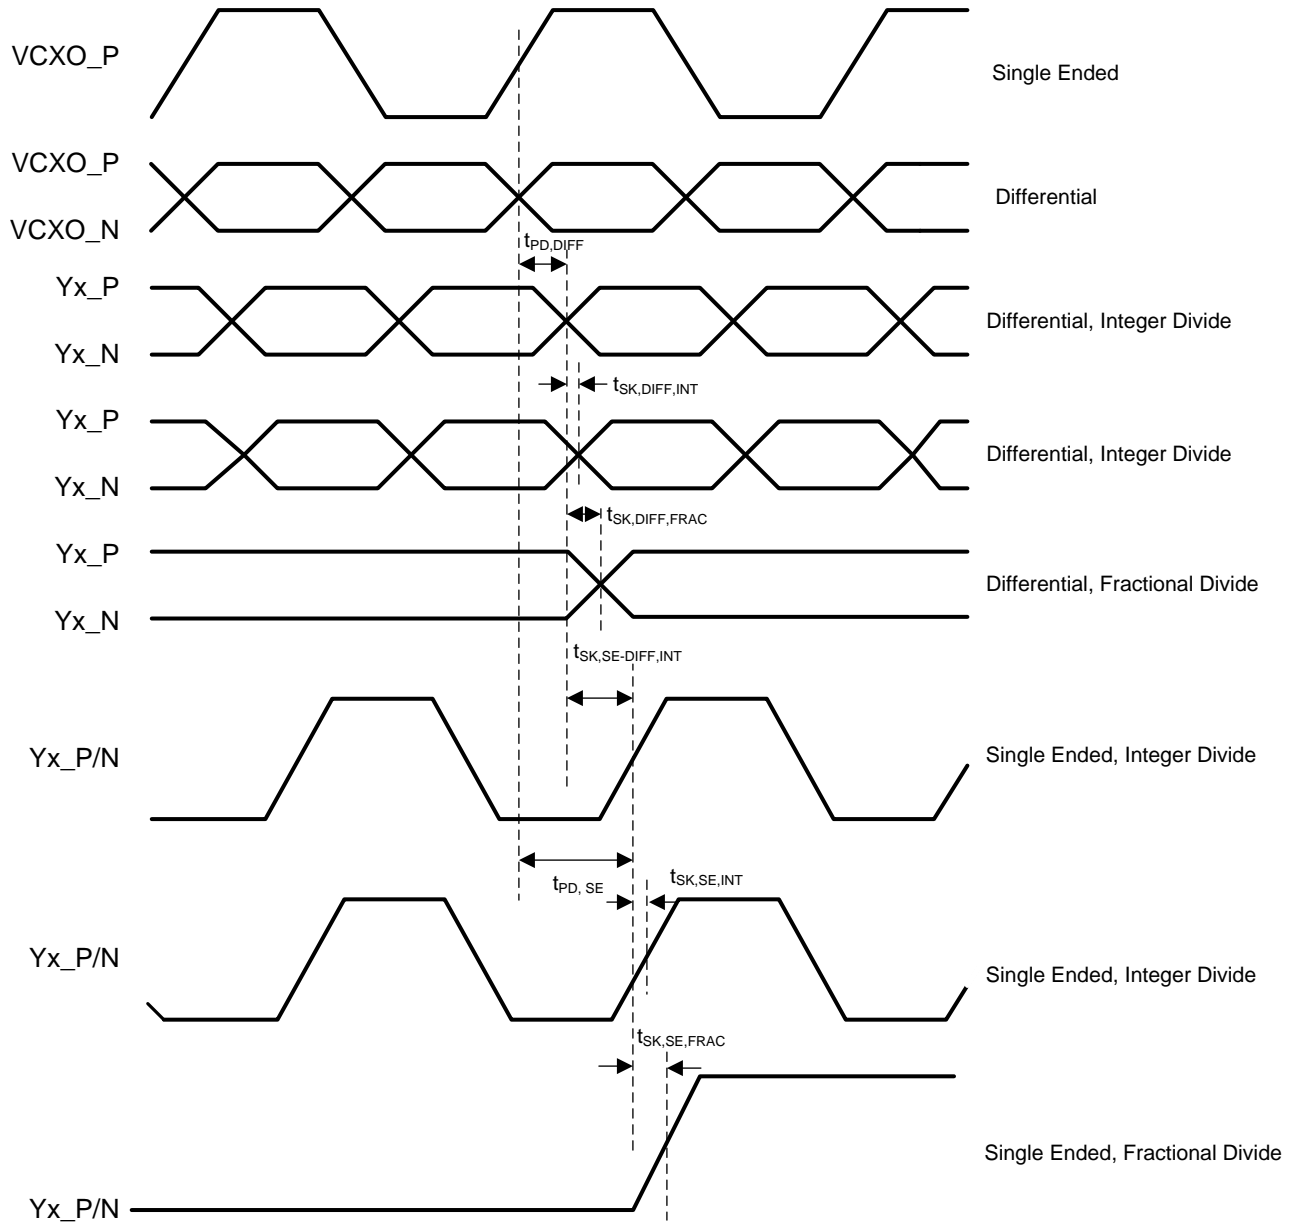 VCXO_P
Single Ended
VCXO_P
VCXO_N
Differential
tPD,DIFF
Yx_P
Yx_N
Differential, Integer Divide
tSK,DIFF,INT
Yx_P
Yx_N
Differential, Integer Divide
tSK,DIFF,FRAC
Yx_P
Yx_N
Differential, Fractional Divide
tSK,SE-DIFF,INT
Yx_P/N
Single Ended, Integer Divide
tPD, SE
tSK,SE,INT
Yx_P/N
Single Ended, Integer Divide
tSK,SE,FRAC
Single Ended, Fractional Divide
Yx_P/N